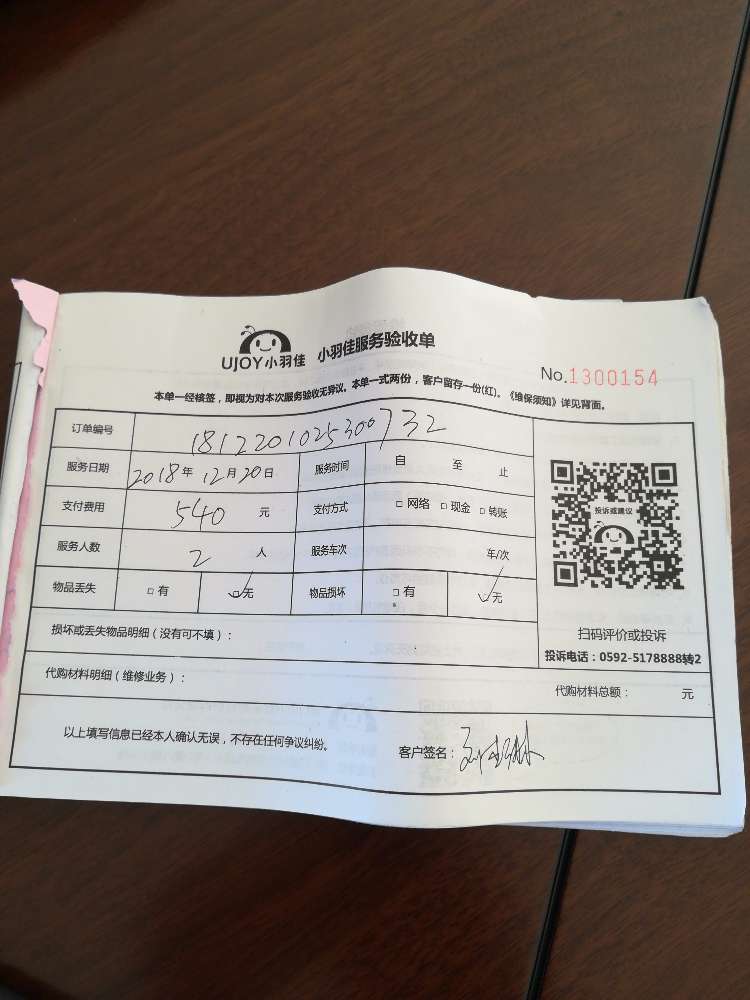 UJOY小羽佳 小羽佳服务验收单
No.1300154
本单一经核签，即视为对本次服务验收无异议。本单一式两份，客户留存一份(红)。《维保须知》详见背面。
订单编号 1812201025300732
服务日期 2018年12月20日 服务时间 自 至 止
支付费用 540 元 支付方式 □ 网络 □ 现金 □ 转账
服务人数 2 人 服务车次 车/次
物品丢失 □ 有 □ 无 物品损坏 □ 有 □ 无
投诉或建议
扫码评价或投诉
投诉电话：0592-5178888转2
损坏或丢失物品明细（没有可不填）：
代购材料明细（维修业务）： 代购材料总额： 元
以上填写信息已经本人确认无误，不存在任何争议纠纷。 客户签名：